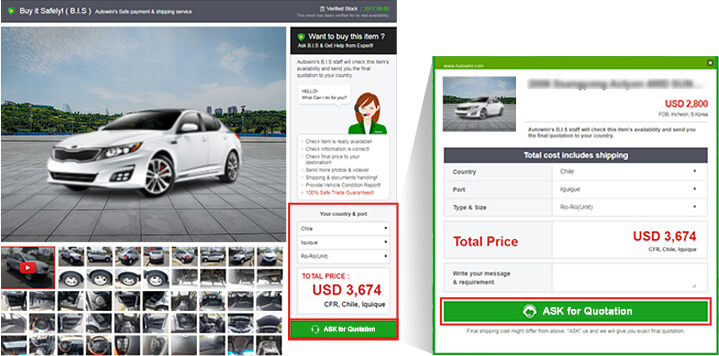 Buy it Safely! ( B.I.S ) Autowini's Safe payment & shipping service
Verified Stock : 2017.09.05
This stock has been verified for its real availability.
Want to buy this item ?
Ask B.I.S & Get Help from Expert!
Autowini's B.I.S staff will check this item's
availability and send you the final
quotation to your country
HELLO!
What Can I do for you?
Check item is really available!
Check information is correct!
Check final price to your
destination!
Send more photos & videos!
Shipping & documents handling!
Provide Vehicle Condition Report!
100% Safe Trade Guaranteed!
Your country & port
Chile
Iquique
Ro-Ro(Unit)
TOTAL PRICE :
USD 3,674
CFR, Chile, Iquique
ASK for Quotation
www.Autowini.com
USD 2,800
FOB, Incheon, S.Korea
Autowini's B.I.S staff will check this item's availability and send you
the final quotation to your country.
Total cost includes shipping
Country Chile
Port Iquique
Type & Size Ro-Ro(Unit)
Total Price USD 3,674
CFR, Chile, Iquique
Write your message
& requirement
ASK for Quotation
Final shipping cost might differ from above. "ASK" us and we will give you exact final quotation.